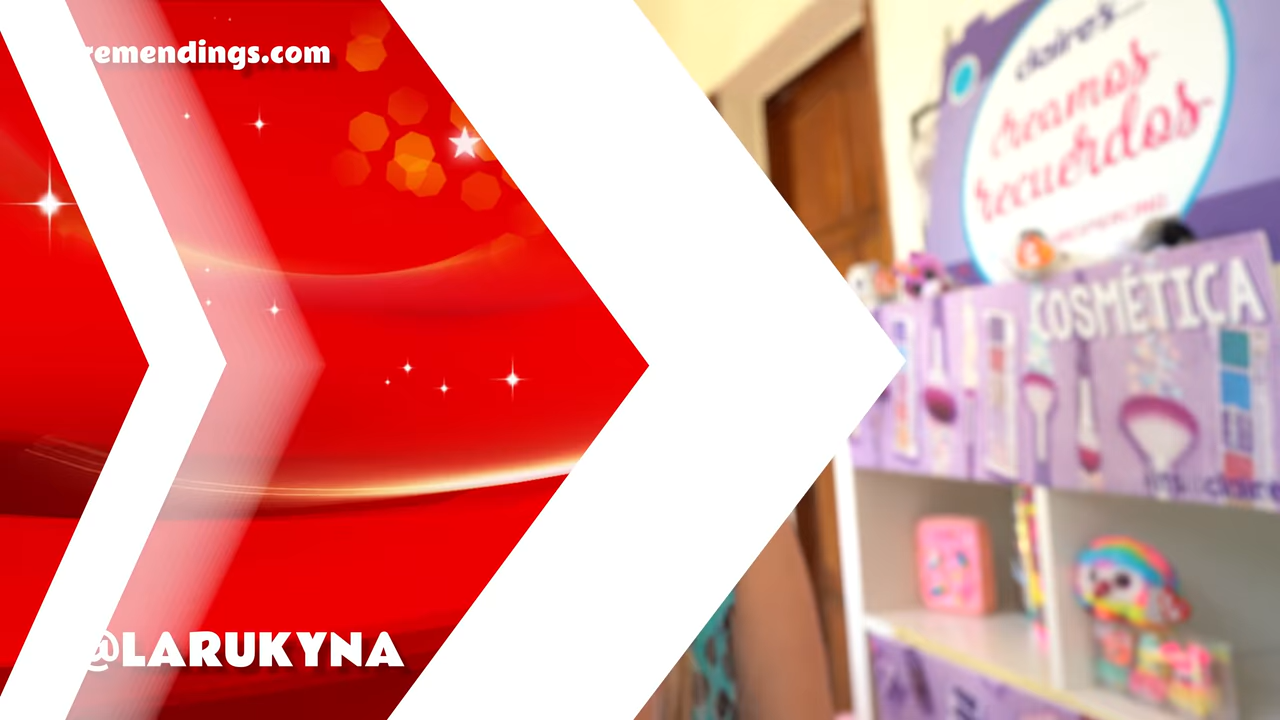 remendings.com
@LARUKYNA
claire's
creamos
recuerdos
COSMÉTICA